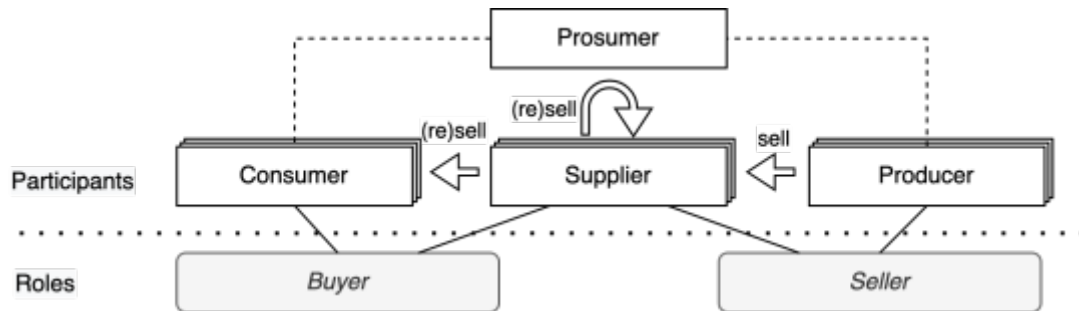 Prosumer
(re)sell
(re)sell
sell
Participants
Consumer
Supplier
Producer
Roles
Buyer
Seller